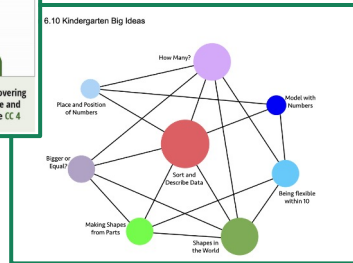 overing
e and
e CC 4
6.10 Kindergarten Big Ideas
How Many?
Place and Position
of Numbers
Model with
Numbers
Bigger or
Equal?
Sort and
Describe Data
Being flexible
within 10
Making Shapes
from Parts
Shapes in
the World